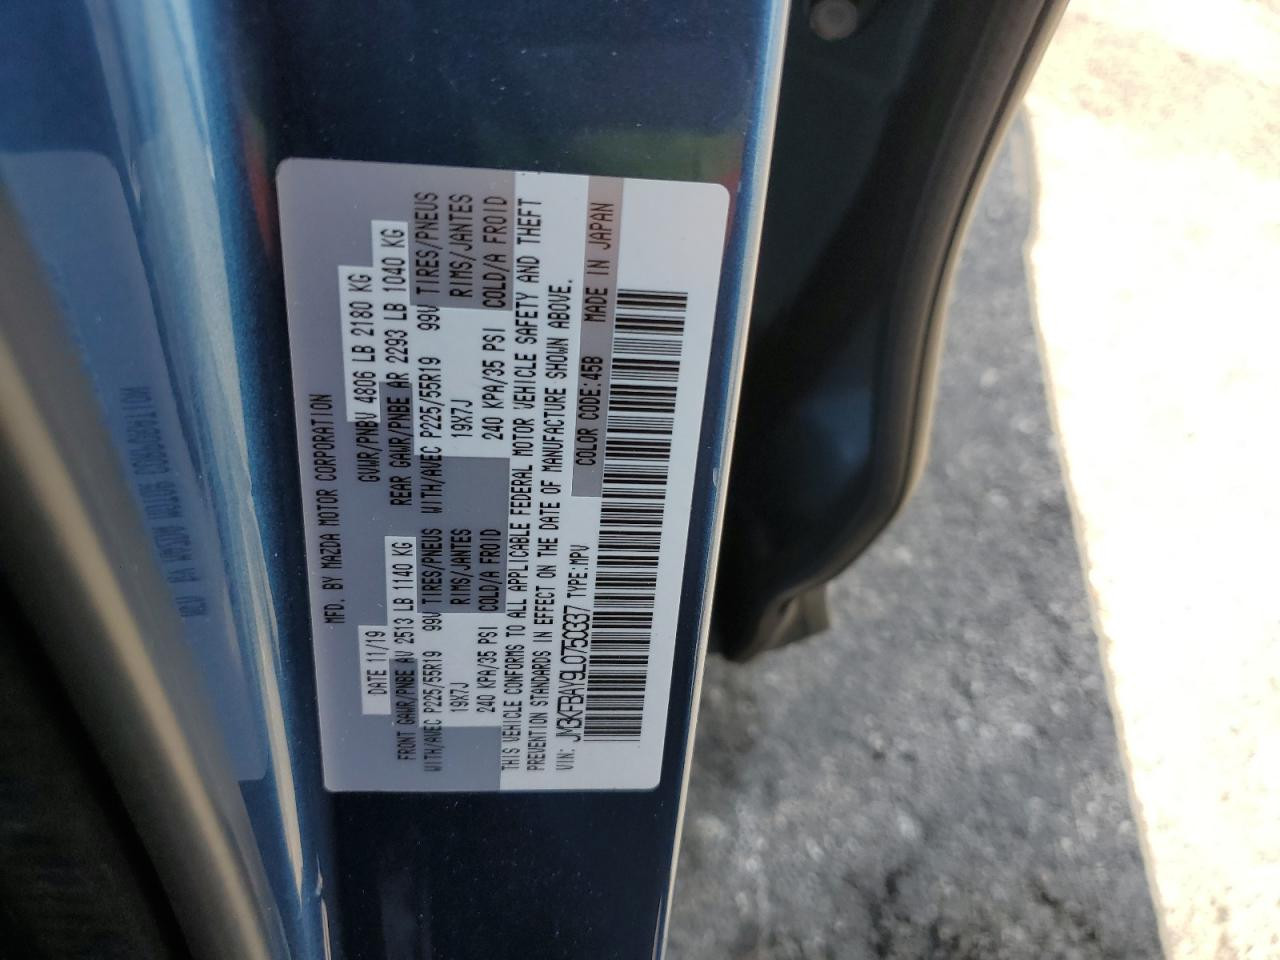 MFD. BY MAZDA MOTOR CORPORATION
DATE 11/19 GVWR/PNBV 4806 LB 2180 KG
FRONT GAWR/PNBE AV 2513 LB 1140 KG REAR GAWR/PNBE AR 2293 LB 1040 KG
WITH/AVEC P225/55R19 99V TIRES/PNEUS WITH/AVEC P225/55R19 99V TIRES/PNEUS
19X7J RIMS/JANTES 19X7J RIMS/JANTES
240 KPA/35 PSI COLD/A FROID 240 KPA/35 PSI COLD/A FROID
THIS VEHICLE CONFORMS TO ALL APPLICABLE FEDERAL MOTOR VEHICLE SAFETY AND THEFT
PREVENTION STANDARDS IN EFFECT ON THE DATE OF MANUFACTURE SHOWN ABOVE.
VIN: JM3KFBAY9L0750337 TYPE:MPV COLOR CODE:45B MADE IN JAPAN